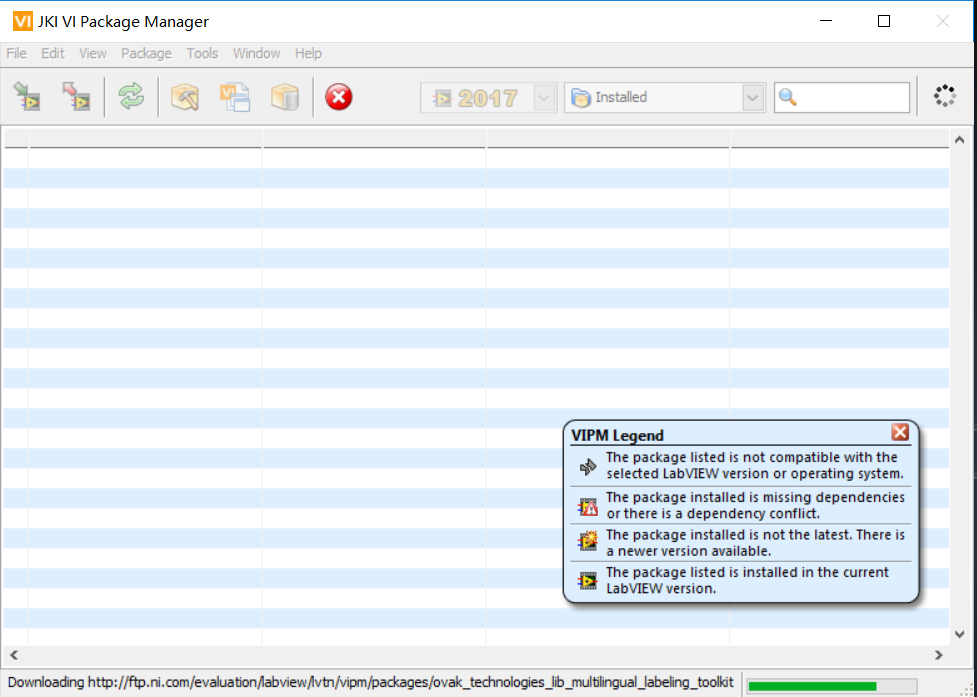 VI JKI VI Package Manager
File Edit View Package Tools Window Help
2017 Installed
VIPM Legend
The package listed is not compatible with the
selected LabVIEW version or operating system.
The package installed is missing dependencies
or there is a dependency conflict.
The package installed is not the latest. There is
a newer version available.
The package listed is installed in the current
LabVIEW version.
Downloading http://ftp.ni.com/evaluation/labview/lvtn/vipm/packages/ovak_technologies_lib_multilingual_labeling_toolkit